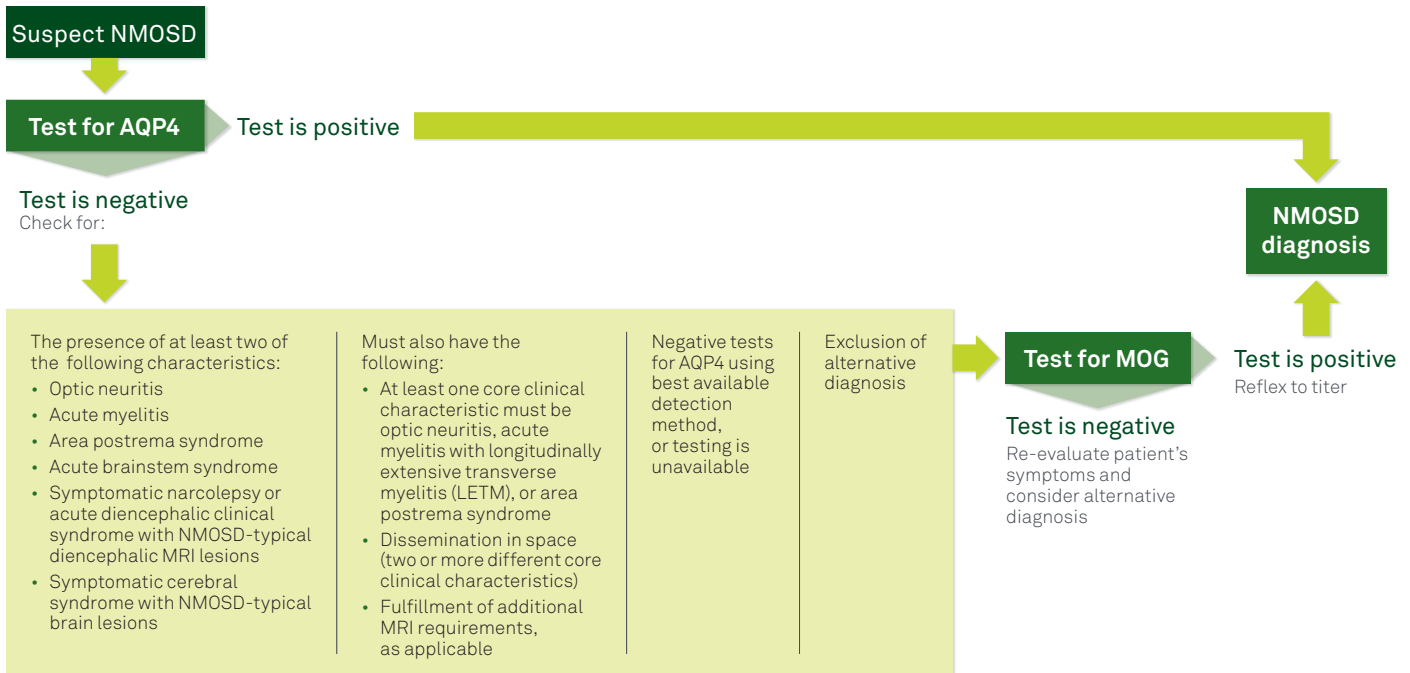 Suspect NMOSD
Test for AQP4
Test is positive
Test is negative
Check for:
The presence of at least two of
the following characteristics:
• Optic neuritis
• Acute myelitis
• Area postrema syndrome
• Acute brainstem syndrome
• Symptomatic narcolepsy or
acute diencephalic clinical
syndrome with NMOSD-typical
diencephalic MRI lesions
• Symptomatic cerebral
syndrome with NMOSD-typical
brain lesions
Must also have the
following:
• At least one core clinical
characteristic must be
optic neuritis, acute
myelitis with longitudinally
extensive transverse
myelitis (LETM), or area
postrema syndrome
• Dissemination in space
(two or more different core
clinical characteristics)
• Fulfillment of additional
MRI requirements,
as applicable
Negative tests
for AQP4 using
best available
detection
method,
or testing is
unavailable
Exclusion of
alternative
diagnosis
Test for MOG
Test is negative
Re-evaluate patient’s
symptoms and
consider alternative
diagnosis
Test is positive
Reflex to titer
NMOSD
diagnosis